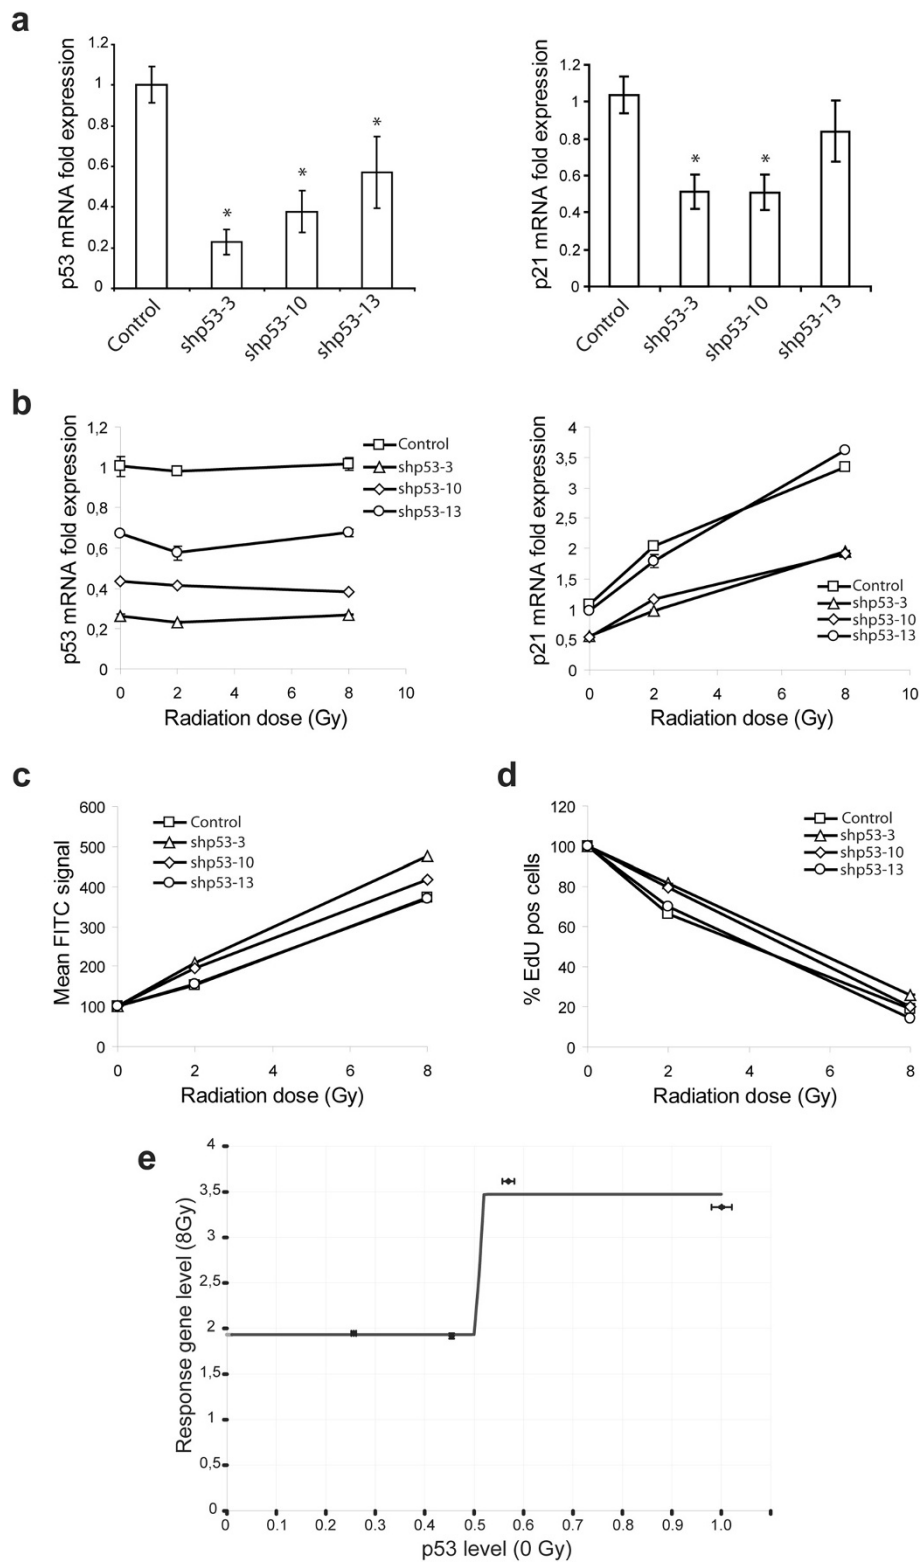 a
p53 mRNA fold expression
1.2
1
0.8
0.6
0.4
0.2
0
*
*
*
Control
shp53-3
shp53-10
shp53-13
p21 mRNA fold expression
1.2
1
0.8
0.6
0.4
0.2
0
*
*
Control
shp53-3
shp53-10
shp53-13
b
p53 mRNA fold expression
1,2
1
0,8
0,6
0,4
0,2
0
Control
shp53-3
shp53-10
shp53-13
0 2 4 6 8 10
Radiation dose (Gy)
p21 mRNA fold expression
4
3,5
3
2,5
2
1,5
1
0,5
0
Control
shp53-3
shp53-10
shp53-13
0 2 4 6 8 10
Radiation dose (Gy)
c
Mean FITC signal
600
500
400
300
200
100
0
Control
shp53-3
shp53-10
shp53-13
0 2 4 6 8
Radiation dose (Gy)
d
% EdU pos cells
120
100
80
60
40
20
0
Control
shp53-3
shp53-10
shp53-13
0 2 4 6 8
Radiation dose (Gy)
e
Response gene level (8Gy)
4
3,5
3
2,5
2
1,5
1
0,5
0
0 0.1 0.2 0.3 0.4 0.5 0.6 0.7 0.8 0.9 1.0
p53 level (0 Gy)